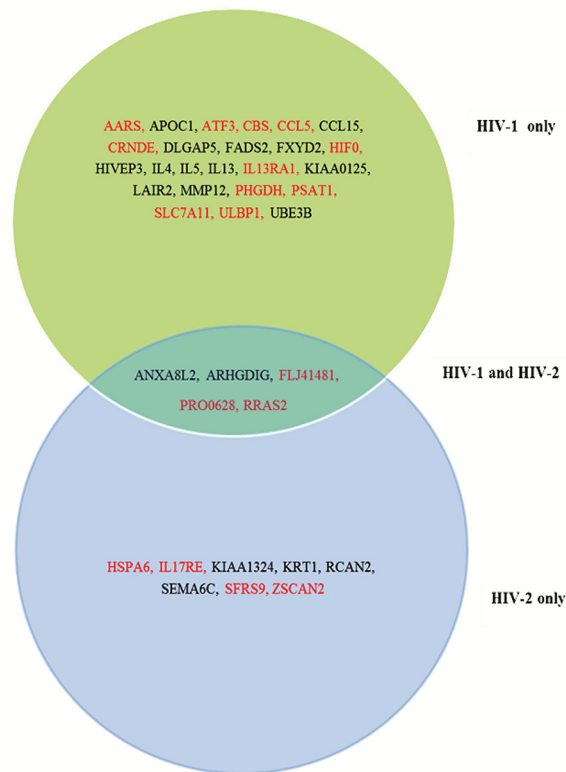 AARS, APOC1, ATF3, CBS, CCL5, CCL15,
CRNDE, DLGAP5, FADS2, FXYD2, HIF0,
HIVEP3, IL4, IL5, IL13, IL13RA1, KIAA0125,
LAIR2, MMP12, PHGDH, PSAT1,
SLC7A11, ULBP1, UBE3B
HIV-1 only
ANXA8L2, ARHGDIG, FLJ41481,
PRO0628, RRAS2
HIV-1 and HIV-2
HSPA6, IL17RE, KIAA1324, KRT1, RCAN2,
SEMA6C, SFRS9, ZSCAN2
HIV-2 only